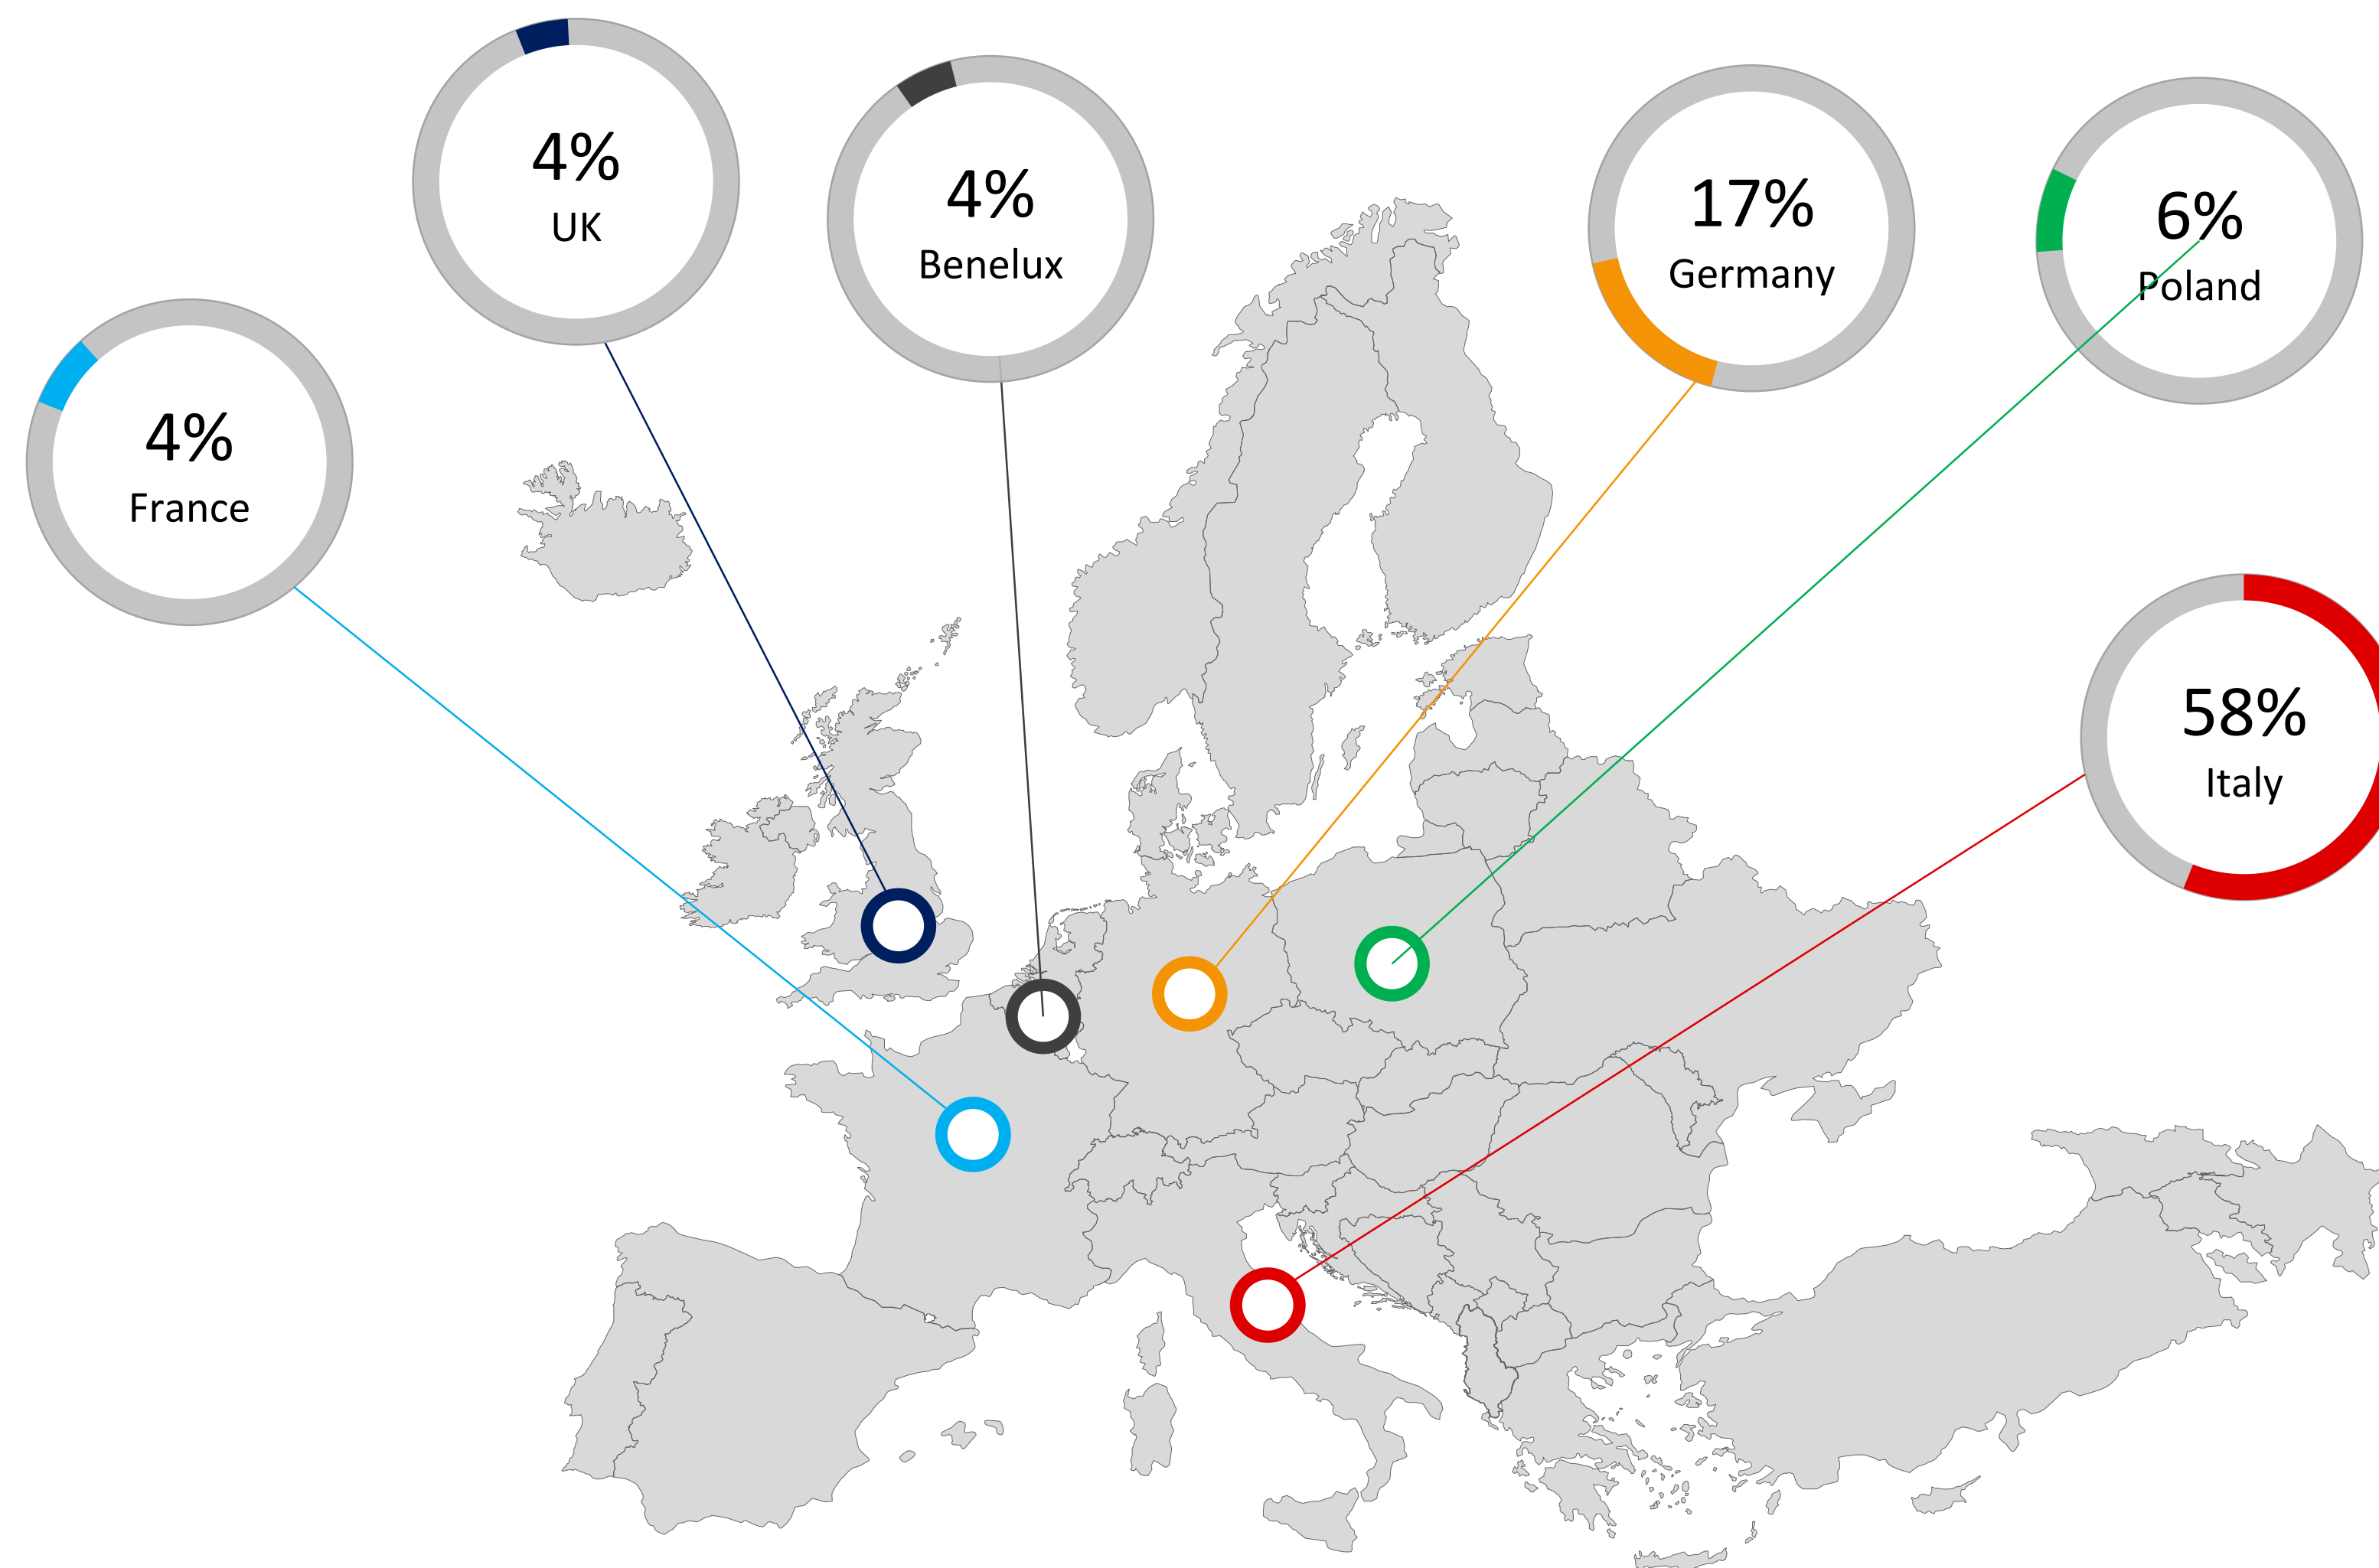 4%
UK
4%
Benelux
17%
Germany
6%
Poland
4%
France
58%
Italy